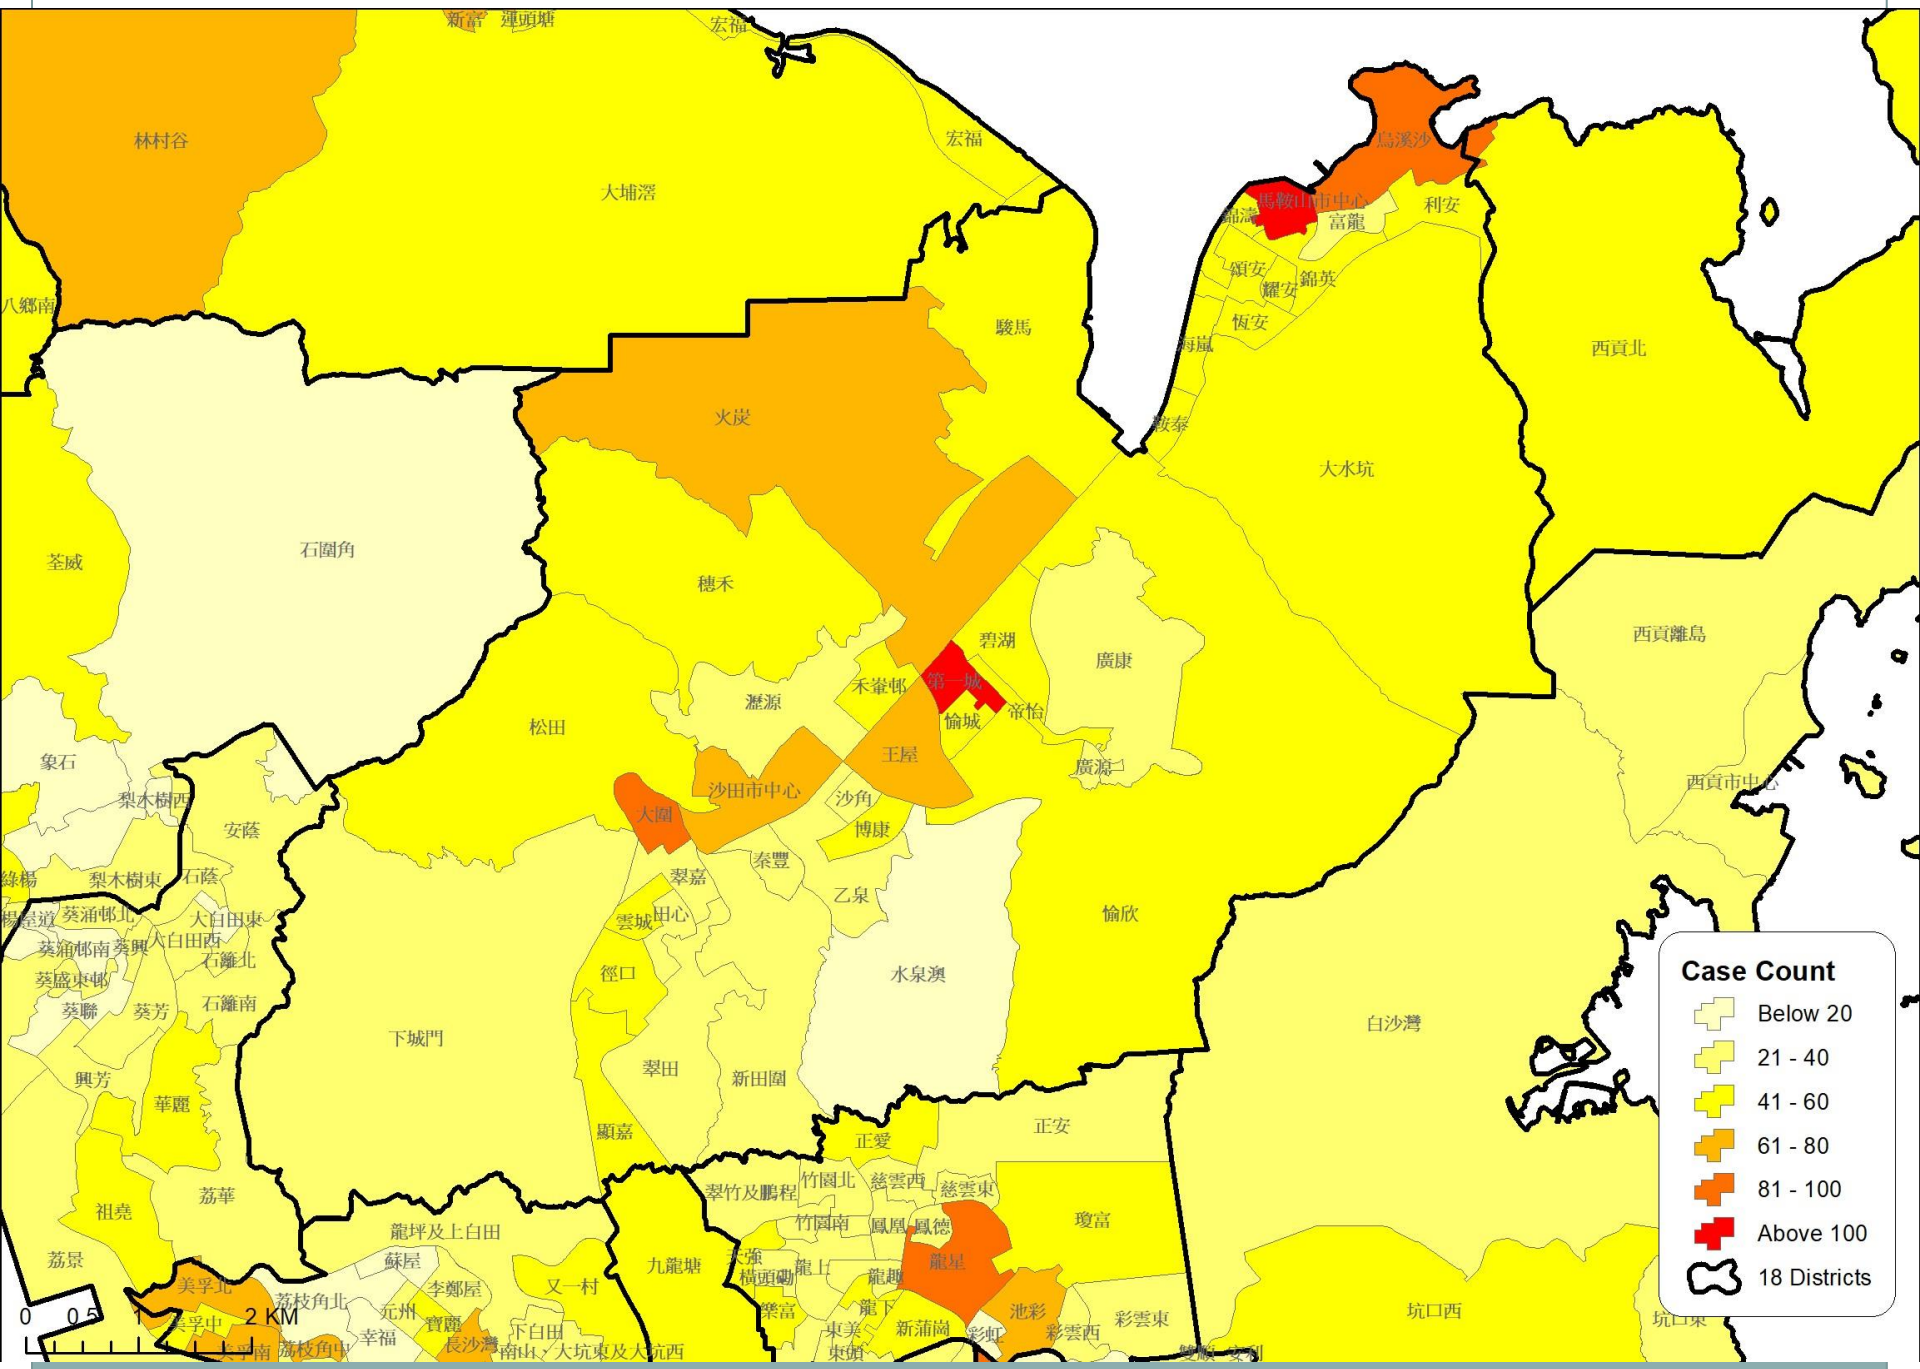 新富
蓮頭塘
宏福
林村谷
宏福
烏溪沙
大埔滘
馬鞍山市中心
利安
錦濤
富龍
八鄉南
頌安
錦英
耀安
駿馬
恆安
海嵐
西貢北
火炭
鞍泰
大水坑
石圍角
荃威
穗禾
西貢離島
碧湖
廣康
禾輋邨
第一城
瀝源
帝怡
愉城
松田
王屋
象石
廣源
西貢市中心
沙田市中心
梨木樹西
沙角
大圍
安蔭
博康
秦豐
綠楊
梨木樹東
石蔭
翠嘉
乙泉
楊屋道
葵涌邨北
大白田東
雲城
田心
愉欣
葵涌邨南
葵興
大白田西
石籬北
葵盛東邨
徑口
水泉澳
葵聯
葵芳
石籬南
白沙灣
下城門
翠田
新田圍
興芳
華麗
顯嘉
正愛
正安
翠竹及鵬程
竹園北
慈雲西
慈雲東
荔華
祖堯
竹園南
鳳凰
鳳德
瓊富
龍坪及上白田
荔景
蘇屋
九龍塘
天強
龍星
橫頭磡
龍上
龍趣
美孚北
李鄭屋
又一村
荔枝角北
元州
樂富
龍下
池彩
坑口西
坑口東
美孚中
寶麗
下白田
東美
新蒲崗
彩虹
彩雲西
彩雲東
幸福
美孚南
荔枝角中
長沙灣
南山、大坑東及大坑西
東頭
雙順
安利
0 0.5 1 2 KM
Case Count
Below 20
21 - 40
41 - 60
61 - 80
81 - 100
Above 100
18 Districts